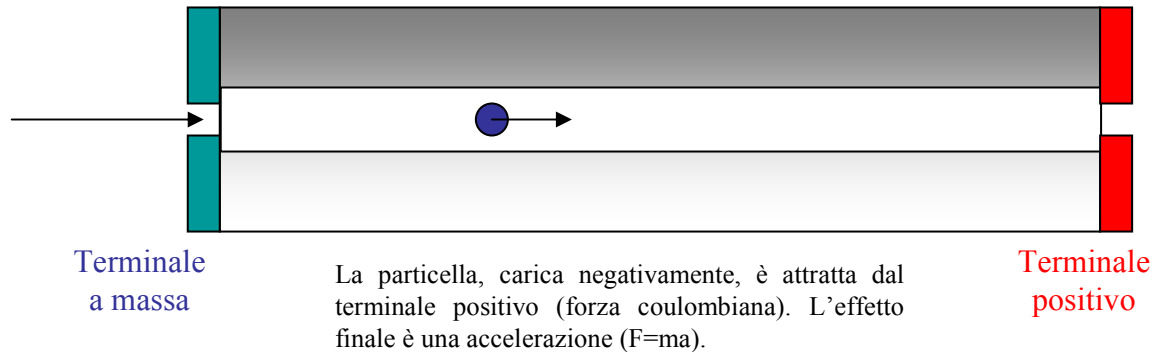 Terminale
a massa
La particella, carica negativamente, è attratta dal
terminale positivo (forza coulombiana). L’effetto
finale è una accelerazione (F=ma).
Terminale
positivo